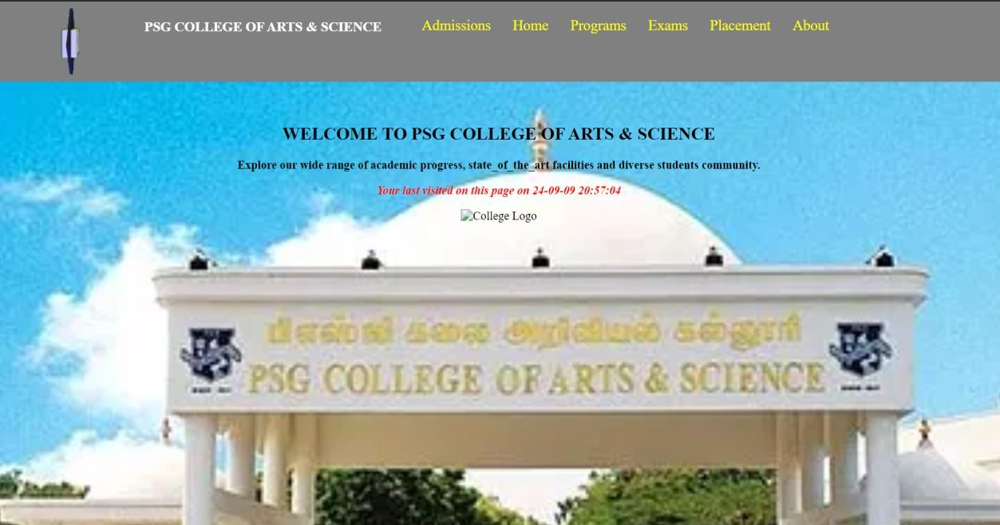 PSG COLLEGE OF ARTS & SCIENCE
Admissions Home Programs Exams Placement About
WELCOME TO PSG COLLEGE OF ARTS & SCIENCE
Explore our wide range of academic progress, state_of_the_art facilities and diverse students community.
Your last visited on this page on 24-09-09 20:57:04
College Logo
பிஎஸ்ஜி கலை அறிவியல் கல்லூரி
PSG COLLEGE OF ARTS & SCIENCE